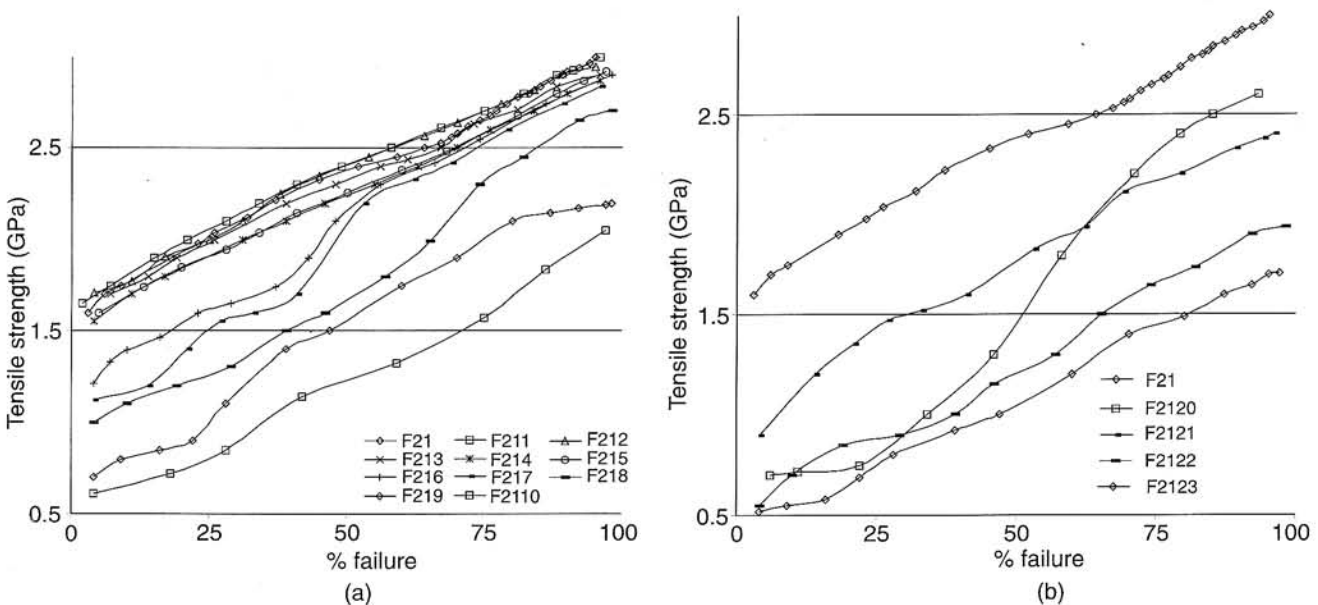 Tensile strength (GPa)
2.5
1.5
0.5
0 25 50 75 100
% failure
(a)
F21 F211 F212
F213 F214 F215
F216 F217 F218
F219 F2110
Tensile strength (GPa)
2.5
1.5
0.5
0 25 50 75 100
% failure
(b)
F21
F2120
F2121
F2122
F2123